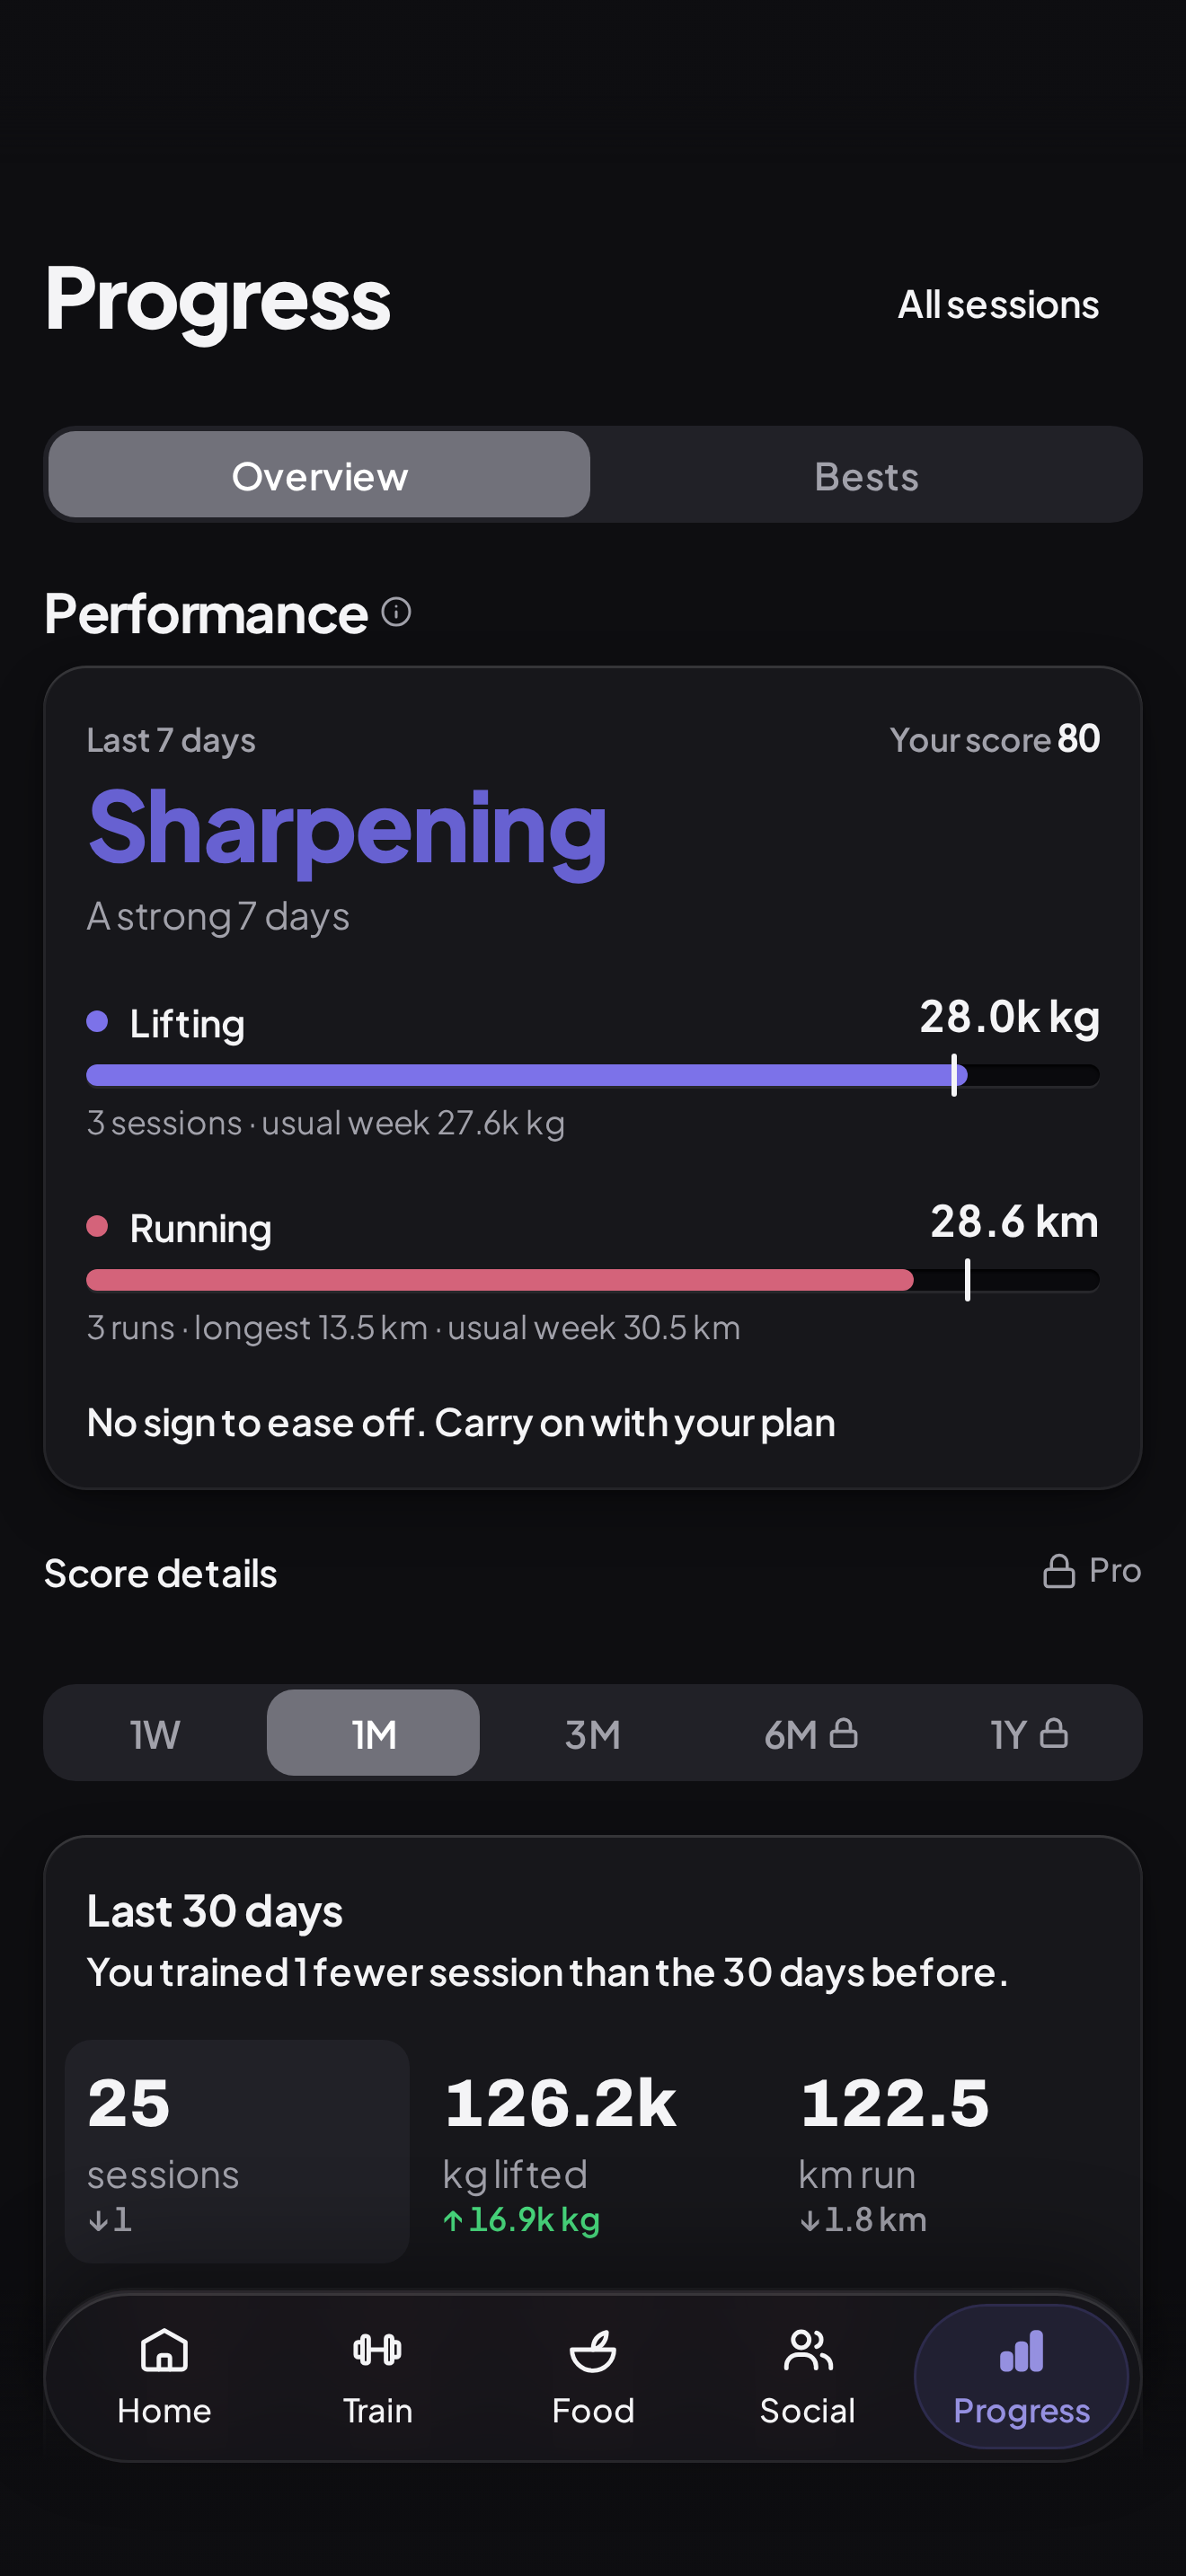 Progress
All sessions
Overview
Bests
Performance
Last 7 days
Your score 80
Sharpening
A strong 7 days
Lifting
28.0k kg
3 sessions · usual week 27.6k kg
Running
28.6 km
3 runs · longest 13.5 km · usual week 30.5 km
No sign to ease off. Carry on with your plan
Score details
Pro
1W
1M
3M
6M
1Y
Last 30 days
You trained 1 fewer session than the 30 days before.
25
126.2k
122.5
sessions
kg lifted
km run
↓ 1
↑ 16.9k kg
↓ 1.8 km
Home
Train
Food
Social
Progress